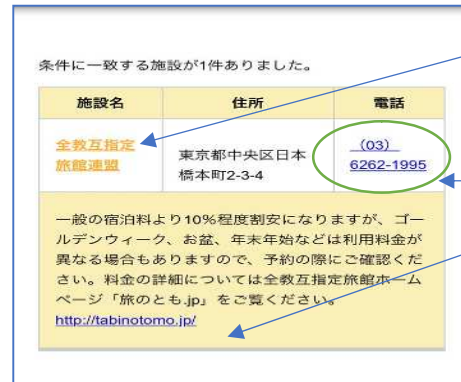 条件に一致する施設が1件ありました。
施設名 住所 電話
全教互指定
旅館連盟
東京都中央区日本
橋本町2-3-4
(03)
6262-1995
一般の宿泊料より10%程度割安になり
ますが、ゴー
ルデンウィーク、お盆、年末年始などは利用料金が
異なる場合もありますので、予約の際にご確認くだ
さい。料金の詳細については全教互指定旅館ホーム
ページ「旅のとも.jp」をご覧ください。
http://tabinotomo.jp/